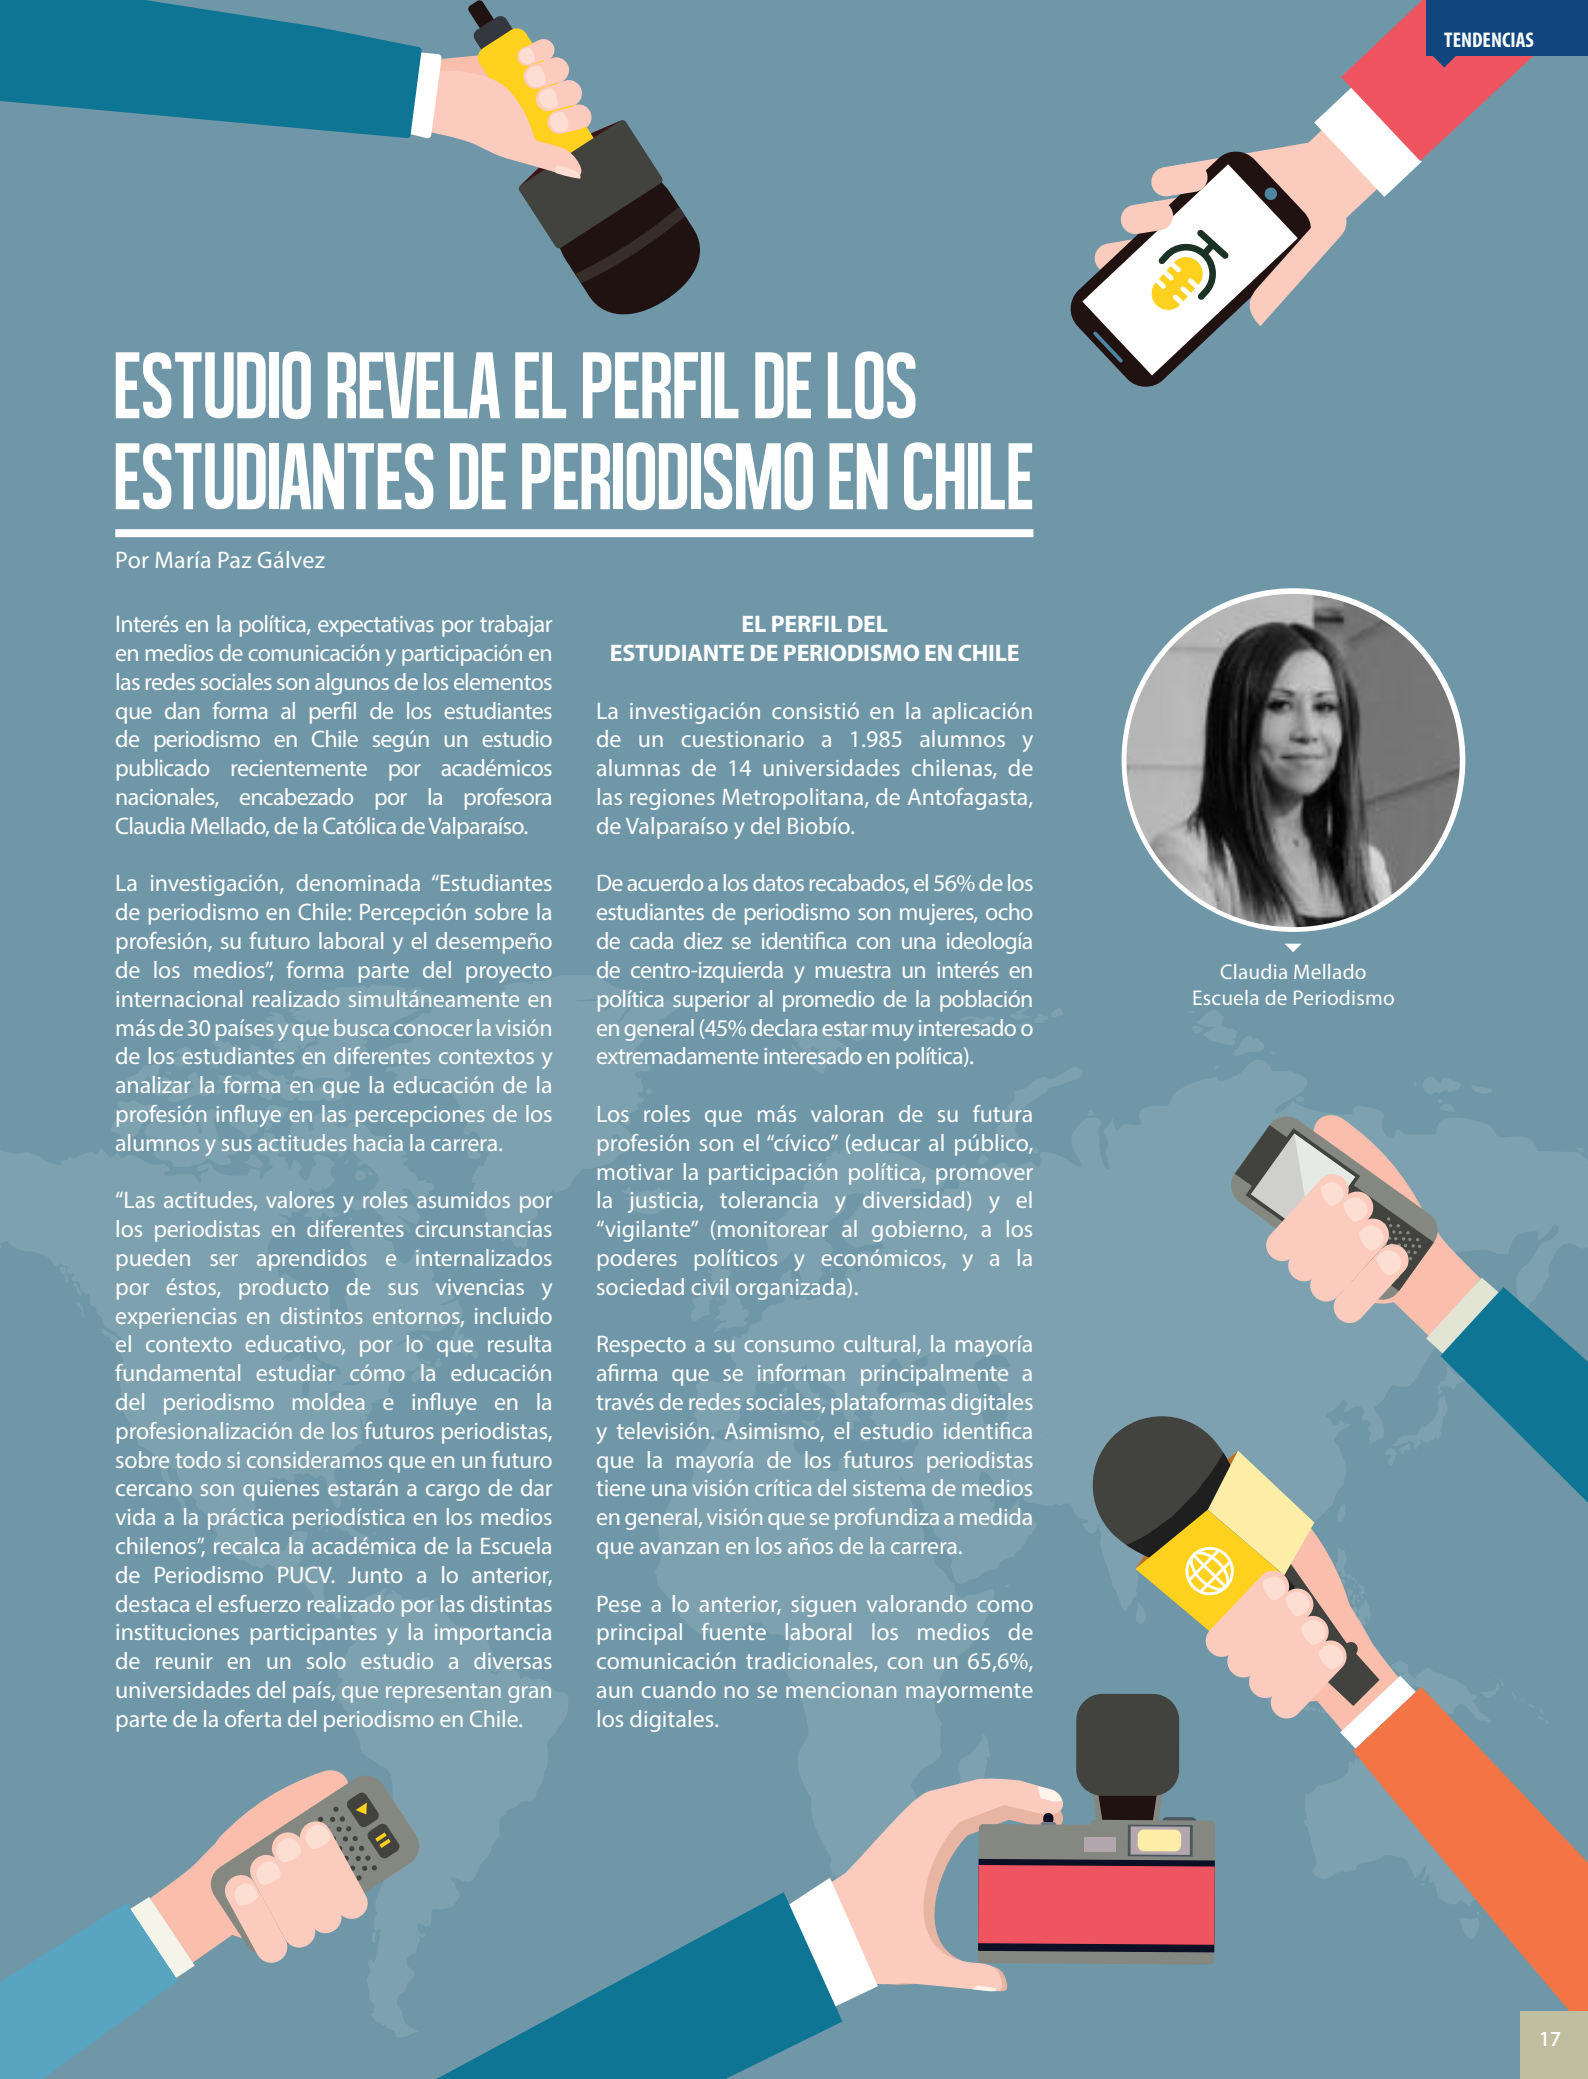 TENDENCIAS
ESTUDIO REVELA EL PERFIL DE LOS
ESTUDIANTES DE PERIODISMO EN CHILE
Por María Paz Gálvez
Interés en la política, expectativas por trabajar
en medios de comunicación y participación en
las redes sociales son algunos de los elementos
que dan forma al perfil de los estudiantes
de periodismo en Chile según un estudio
publicado recientemente por académicos
nacionales, encabezado por la profesora
Claudia Mellado, de la Católica de Valparaíso.
La investigación, denominada “Estudiantes
de periodismo en Chile: Percepción sobre la
profesión, su futuro laboral y el desempeño
de los medios”, forma parte del proyecto
internacional realizado simultáneamente en
más de 30 países y que busca conocer la visión
de los estudiantes en diferentes contextos y
analizar la forma en que la educación de la
profesión influye en las percepciones de los
alumnos y sus actitudes hacia la carrera.
“Las actitudes, valores y roles asumidos por
los periodistas en diferentes circunstancias
pueden ser aprendidos e internalizados
por éstos, producto de sus vivencias y
experiencias en distintos entornos, incluido
el contexto educativo, por lo que resulta
fundamental estudiar cómo la educación
del periodismo moldea e influye en la
profesionalización de los futuros periodistas,
sobre todo si consideramos que en un futuro
cercano son quienes estarán a cargo de dar
vida a la práctica periodística en los medios
chilenos”, recalca la académica de la Escuela
de Periodismo PUCV. Junto a lo anterior,
destaca el esfuerzo realizado por las distintas
instituciones participantes y la importancia
de reunir en un solo estudio a diversas
universidades del país, que representan gran
parte de la oferta del periodismo en Chile.
EL PERFIL DEL
ESTUDIANTE DE PERIODISMO EN CHILE
La investigación consistió en la aplicación
de un cuestionario a 1.985 alumnos y
alumnas de 14 universidades chilenas, de
las regiones Metropolitana, de Antofagasta,
de Valparaíso y del Biobío.
De acuerdo a los datos recabados, el 56% de los
estudiantes de periodismo son mujeres, ocho
de cada diez se identifica con una ideología
de centro-izquierda y muestra un interés en
política superior al promedio de la población
en general (45% declara estar muy interesado o
extremadamente interesado en política).
Los roles que más valoran de su futura
profesión son el “cívico” (educar al público,
motivar la participación política, promover
la justicia, tolerancia y diversidad) y el
“vigilante” (monitorear al gobierno, a los
poderes políticos y económicos, y a la
sociedad civil organizada).
Respecto a su consumo cultural, la mayoría
afirma que se informan principalmente a
través de redes sociales, plataformas digitales
y televisión. Asimismo, el estudio identifica
que la mayoría de los futuros periodistas
tiene una visión crítica del sistema de medios
en general, visión que se profundiza a medida
que avanzan en los años de la carrera.
Pese a lo anterior, siguen valorando como
principal fuente laboral los medios de
comunicación tradicionales, con un 65,6%,
aun cuando no se mencionan mayormente
los digitales.
Claudia Mellado
Escuela de Periodismo
17